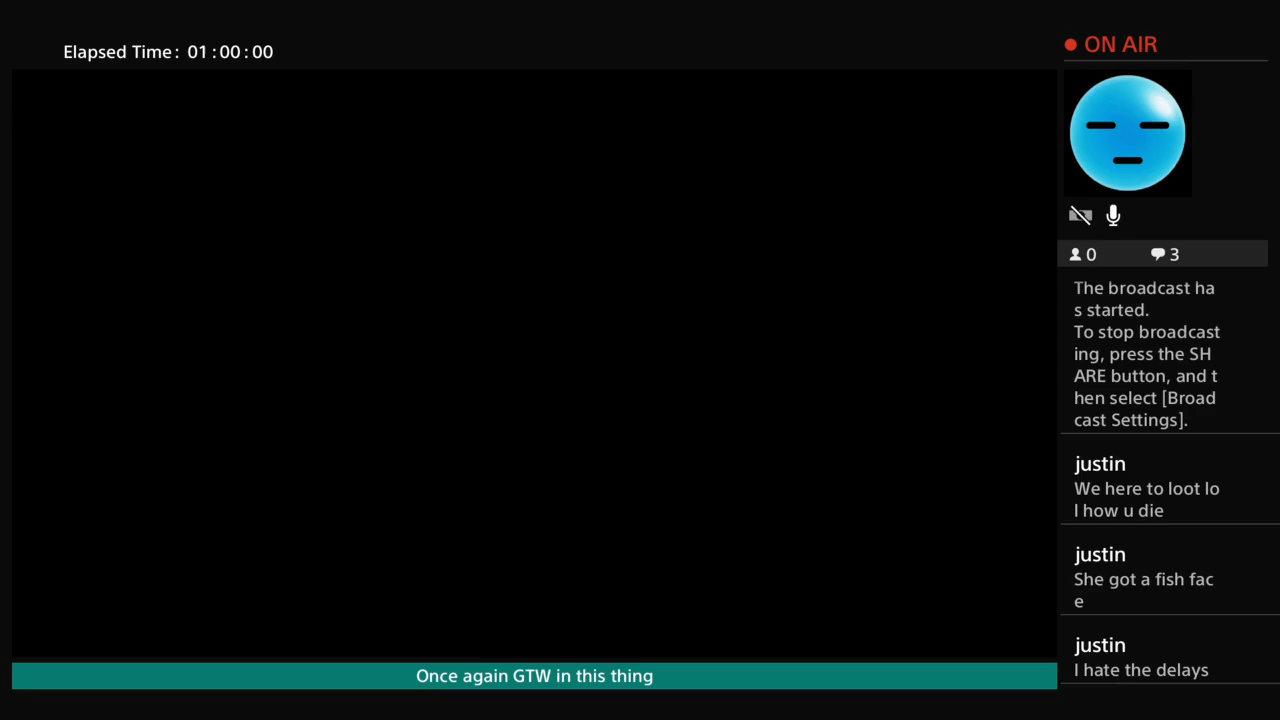 Elapsed Time: 01:00:00
ON AIR
0 3
The broadcast ha
s started.
To stop broadcast
ing, press the SH
ARE button, and t
hen select [Broad
cast Settings].
justin
We here to loot lo
l how u die
justin
She got a fish fac
e
justin
I hate the delays
Once again GTW in this thing